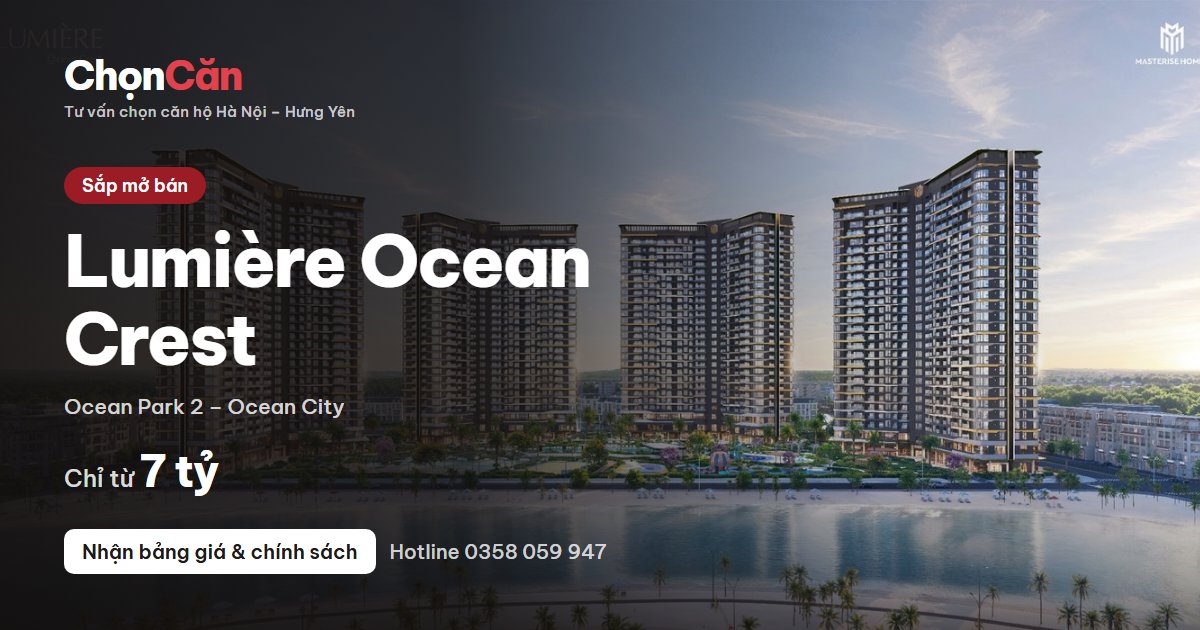 LUMIÈRE
MASTERISE HOM
ChọnCăn
Tư vấn chọn căn hộ Hà Nội – Hưng Yên
Sắp mở bán
Lumière Ocean
Crest
Ocean Park 2 – Ocean City
Chỉ từ 7 tỷ
Nhận bảng giá & chính sách
Hotline 0358 059 947